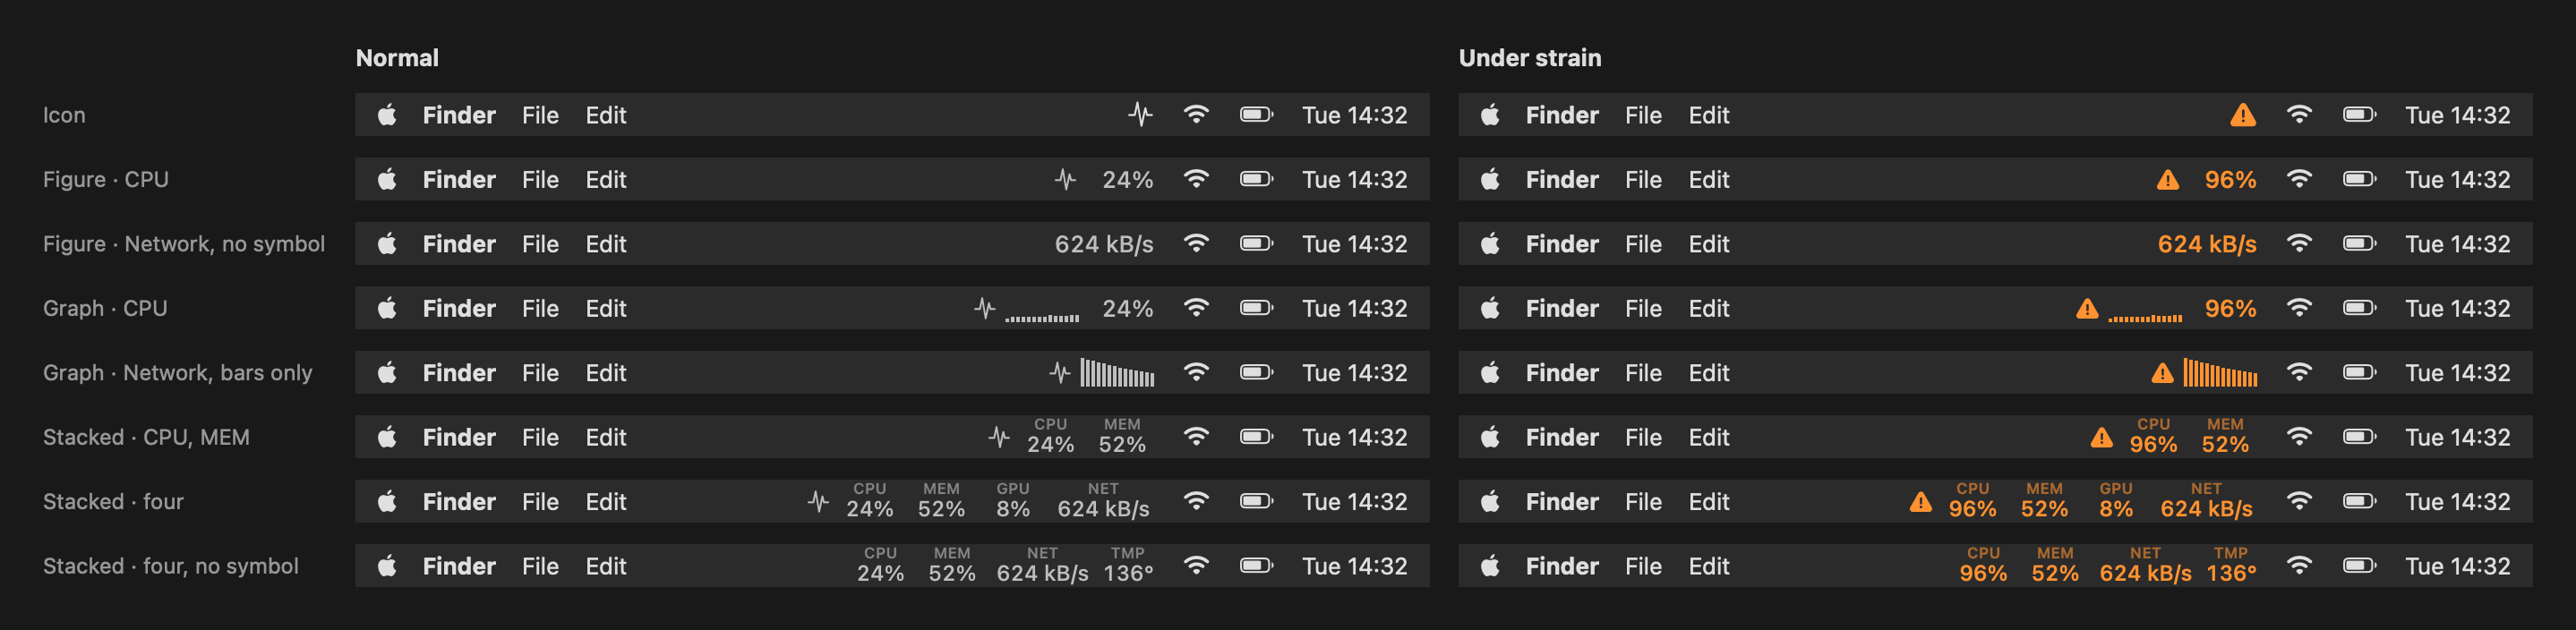 Normal Under strain
Icon Finder File Edit Tue 14:32 Finder File Edit Tue 14:32
Figure · CPU Finder File Edit 24% Tue 14:32 Finder File Edit 96% Tue 14:32
Figure · Network, no symbol Finder File Edit 624 kB/s Tue 14:32 Finder File Edit 624 kB/s Tue 14:32
Graph · CPU Finder File Edit 24% Tue 14:32 Finder File Edit 96% Tue 14:32
Graph · Network, bars only Finder File Edit Tue 14:32 Finder File Edit Tue 14:32
CPU MEM CPU MEM
Stacked · CPU, MEM Finder File Edit 24% 52% Tue 14:32 Finder File Edit 96% 52% Tue 14:32
CPU MEM GPU NET CPU MEM GPU NET
Stacked · four Finder File Edit 24% 52% 8% 624 kB/s Tue 14:32 Finder File Edit 96% 52% 8% 624 kB/s Tue 14:32
CPU MEM NET TMP CPU MEM NET TMP
Stacked · four, no symbol Finder File Edit 24% 52% 624 kB/s 136° Tue 14:32 Finder File Edit 96% 52% 624 kB/s 136° Tue 14:32